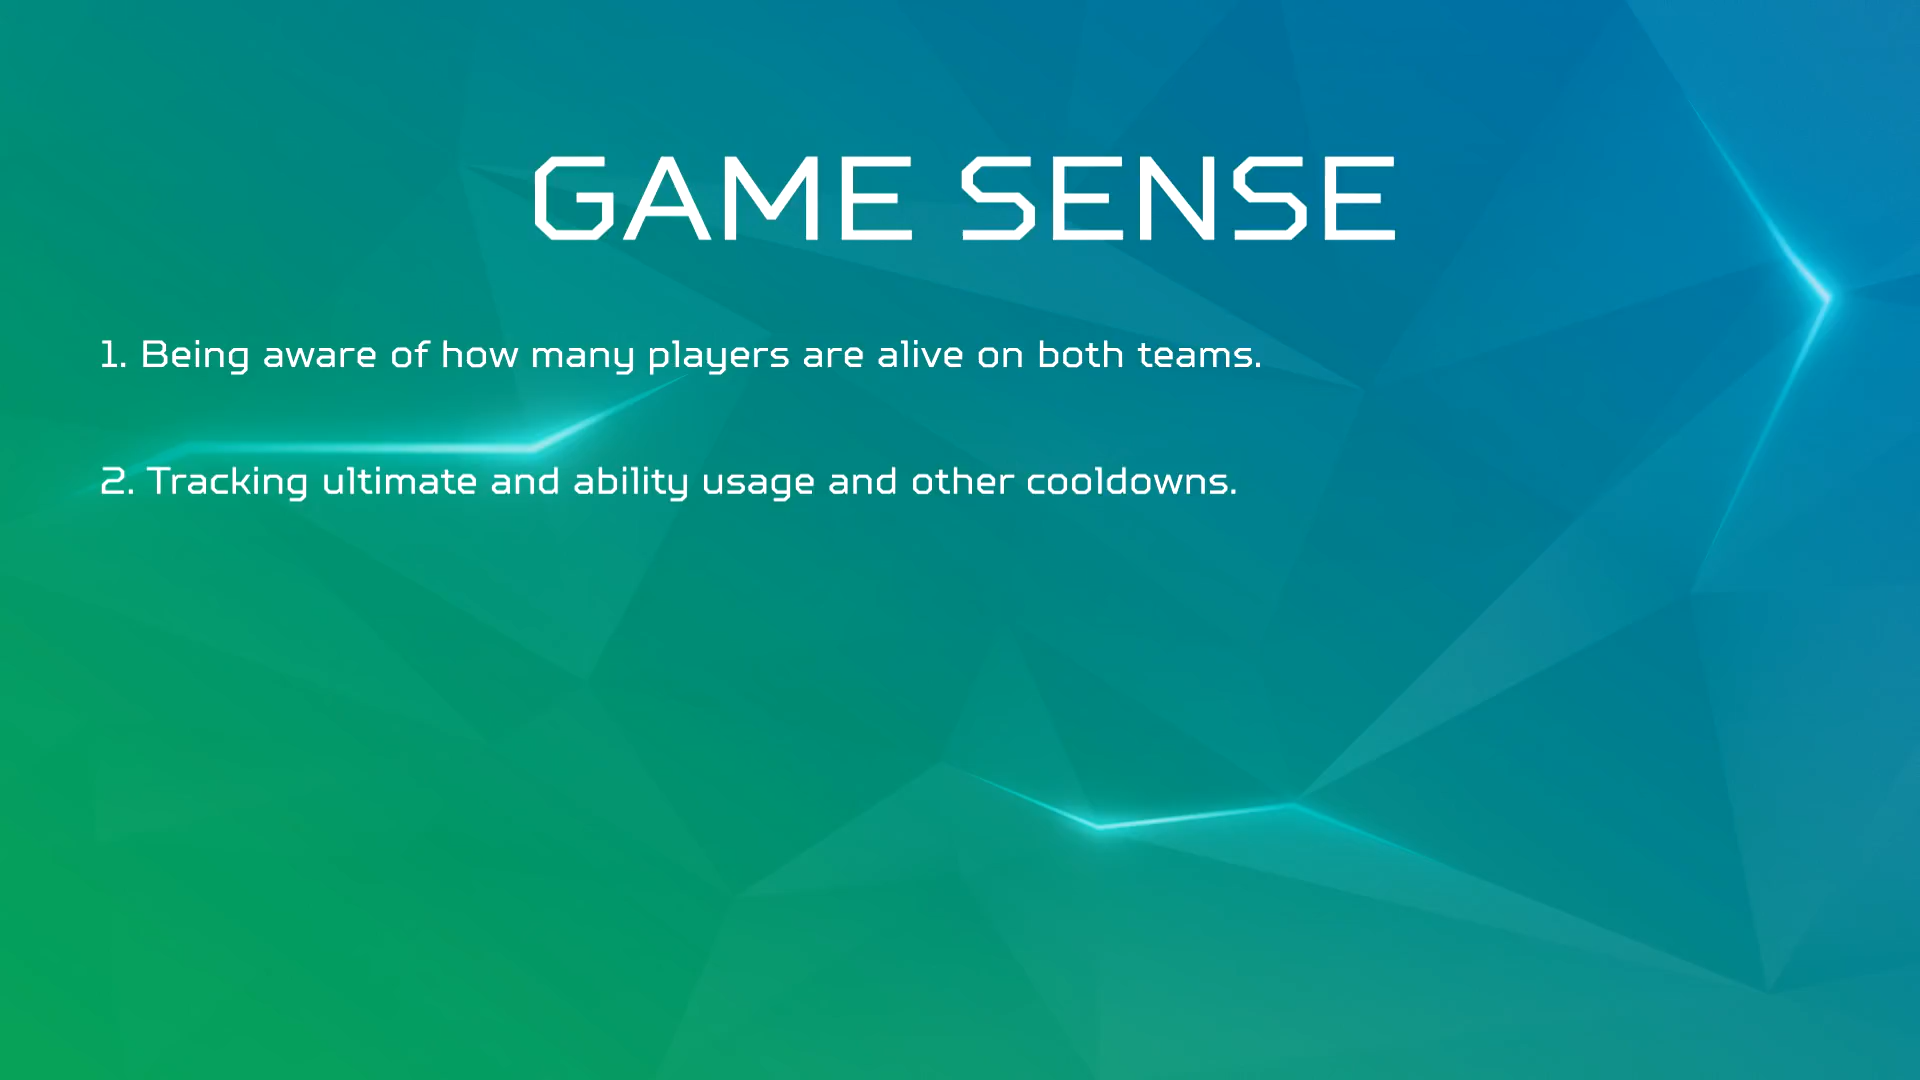 GAME SENSE
1. Being aware of how many players are alive on both teams.
2. Tracking ultimate and ability usage and other cooldowns.